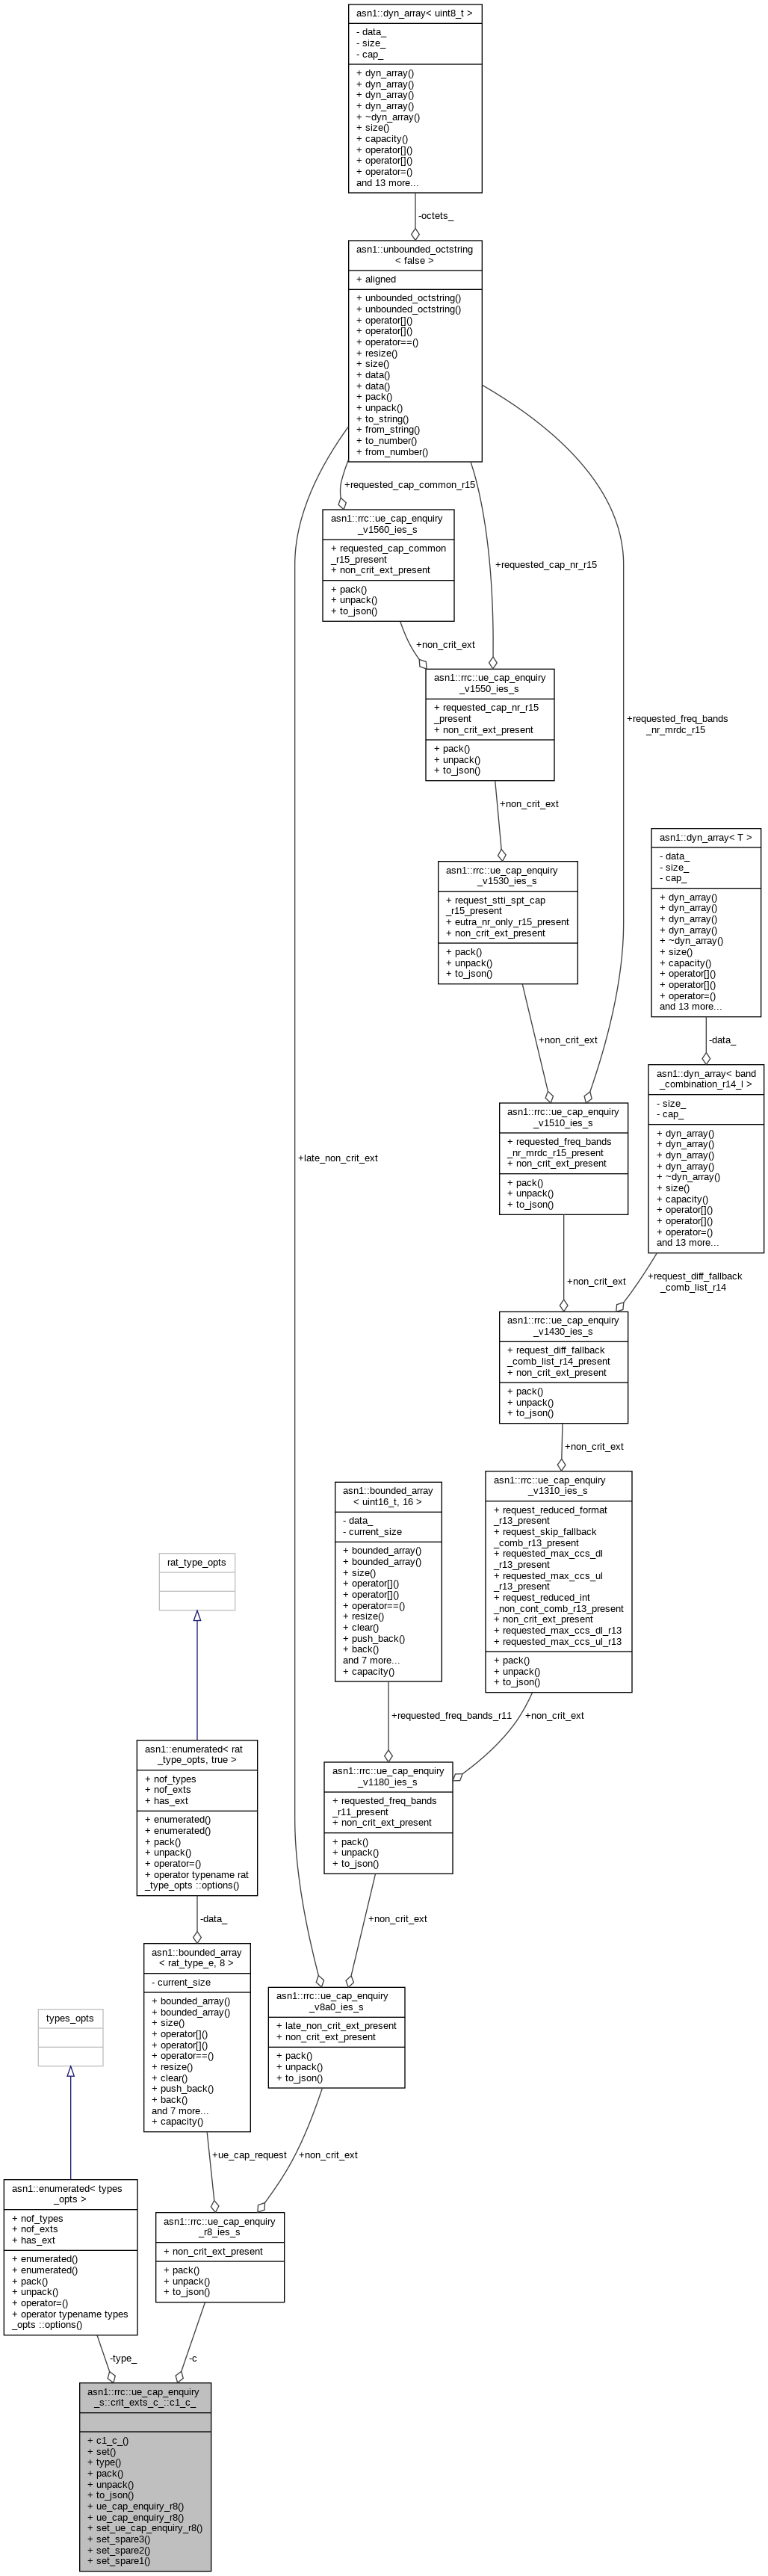 asn1::dyn_array< uint8_t >
- data_
- size_
- cap_
+ dyn_array()
+ dyn_array()
+ dyn_array()
+ dyn_array()
+ ~dyn_array()
+ size()
+ capacity()
+ operator[]()
+ operator[]()
+ operator=()
and 13 more...
-octets_
asn1::unbounded_octstring
< false >
+ aligned
+ unbounded_octstring()
+ unbounded_octstring()
+ operator[]()
+ operator[]()
+ operator==()
+ resize()
+ size()
+ data()
+ data()
+ pack()
+ unpack()
+ to_string()
+ from_string()
+ to_number()
+ from_number()
+requested_cap_common_r15
asn1::rrc::ue_cap_enquiry
_v1560_ies_s
+ requested_cap_common
_r15_present
+ non_crit_ext_present
+ pack()
+ unpack()
+ to_json()
+requested_cap_nr_r15
+non_crit_ext
asn1::rrc::ue_cap_enquiry
_v1550_ies_s
+ requested_cap_nr_r15
_present
+ non_crit_ext_present
+ pack()
+ unpack()
+ to_json()
+requested_freq_bands
_nr_mrdc_r15
+non_crit_ext
asn1::rrc::ue_cap_enquiry
_v1530_ies_s
+ request_stti_spt_cap
_r15_present
+ eutra_nr_only_r15_present
+ non_crit_ext_present
+ pack()
+ unpack()
+ to_json()
asn1::dyn_array< T >
- data_
- size_
- cap_
+ dyn_array()
+ dyn_array()
+ dyn_array()
+ dyn_array()
+ ~dyn_array()
+ size()
+ capacity()
+ operator[]()
+ operator[]()
+ operator=()
and 13 more...
+non_crit_ext
-data_
asn1::dyn_array< band
_combination_r14_l >
- size_
- cap_
+ dyn_array()
+ dyn_array()
+ dyn_array()
+ dyn_array()
+ ~dyn_array()
+ size()
+ capacity()
+ operator[]()
+ operator[]()
+ operator=()
and 13 more...
asn1::rrc::ue_cap_enquiry
_v1510_ies_s
+ requested_freq_bands
_nr_mrdc_r15_present
+ non_crit_ext_present
+ pack()
+ unpack()
+ to_json()
+late_non_crit_ext
+non_crit_ext
+request_diff_fallback
_comb_list_r14
asn1::rrc::ue_cap_enquiry
_v1430_ies_s
+ request_diff_fallback
_comb_list_r14_present
+ non_crit_ext_present
+ pack()
+ unpack()
+ to_json()
+non_crit_ext
asn1::rrc::ue_cap_enquiry
_v1310_ies_s
+ request_reduced_format
_r13_present
+ request_skip_fallback
_comb_r13_present
+ requested_max_ccs_dl
_r13_present
+ requested_max_ccs_ul
_r13_present
+ request_reduced_int
_non_cont_comb_r13_present
+ non_crit_ext_present
+ requested_max_ccs_dl_r13
+ requested_max_ccs_ul_r13
+ pack()
+ unpack()
+ to_json()
asn1::bounded_array
< uint16_t, 16 >
- data_
- current_size
+ bounded_array()
+ bounded_array()
+ size()
+ operator[]()
+ operator[]()
+ operator==()
+ resize()
+ clear()
+ push_back()
+ back()
and 7 more...
+ capacity()
+requested_freq_bands_r11
+non_crit_ext
asn1::rrc::ue_cap_enquiry
_v1180_ies_s
+ requested_freq_bands
_r11_present
+ non_crit_ext_present
+ pack()
+ unpack()
+ to_json()
rat_type_opts
asn1::enumerated< rat
_type_opts, true >
+ nof_types
+ nof_exts
+ has_ext
+ enumerated()
+ enumerated()
+ pack()
+ unpack()
+ operator=()
+ operator typename rat
_type_opts ::options()
-data_
+non_crit_ext
asn1::bounded_array
< rat_type_e, 8 >
- current_size
+ bounded_array()
+ bounded_array()
+ size()
+ operator[]()
+ operator[]()
+ operator==()
+ resize()
+ clear()
+ push_back()
+ back()
and 7 more...
+ capacity()
asn1::rrc::ue_cap_enquiry
_v8a0_ies_s
+ late_non_crit_ext_present
+ non_crit_ext_present
+ pack()
+ unpack()
+ to_json()
types_opts
+ue_cap_request
+non_crit_ext
asn1::enumerated< types
_opts >
+ nof_types
+ nof_exts
+ has_ext
+ enumerated()
+ enumerated()
+ pack()
+ unpack()
+ operator=()
+ operator typename types
_opts ::options()
asn1::rrc::ue_cap_enquiry
_r8_ies_s
+ non_crit_ext_present
+ pack()
+ unpack()
+ to_json()
-type_
-c
asn1::rrc::ue_cap_enquiry
_s::crit_exts_c_::c1_c_
+ c1_c_()
+ set()
+ type()
+ pack()
+ unpack()
+ to_json()
+ ue_cap_enquiry_r8()
+ ue_cap_enquiry_r8()
+ set_ue_cap_enquiry_r8()
+ set_spare3()
+ set_spare2()
+ set_spare1()